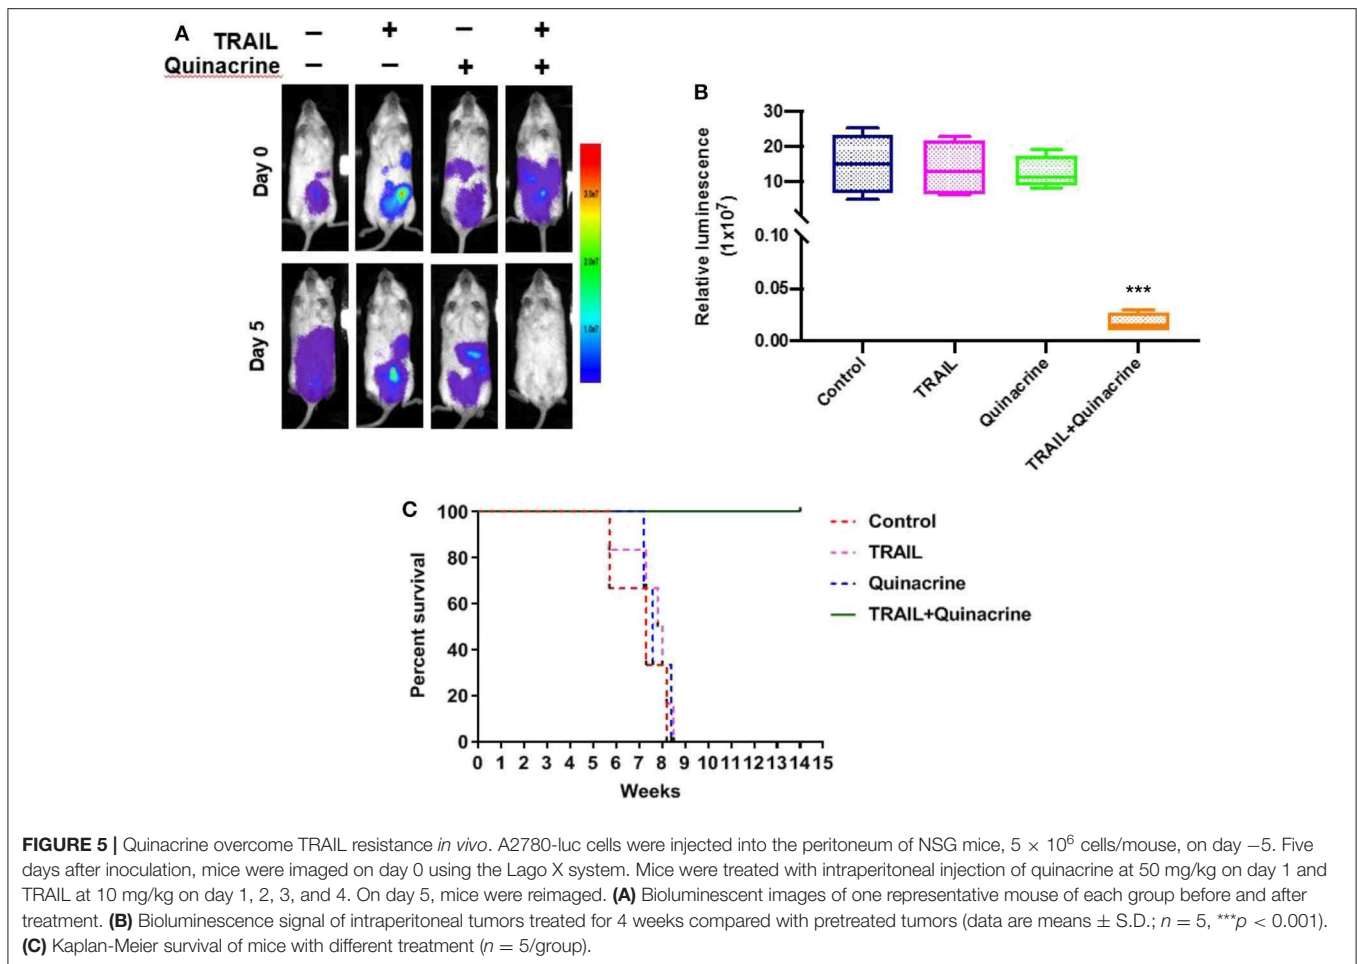 A
TRAIL – + – +
Quinacrine – – + +
Day 0
Day 5
3.0e7
2.0e7
1.0e7
B
Relative luminescence
(1x10⁷)
30
20
10
0.10
0.05
0.00
***
Control
TRAIL
Quinacrine
TRAIL+Quinacrine
C
Percent survival
100
80
60
40
20
0
0 1 2 3 4 5 6 7 8 9 10 11 12 13 14 15
Weeks
Control
TRAIL
Quinacrine
TRAIL+Quinacrine
FIGURE 5 | Quinacrine overcome TRAIL resistance in vivo. A2780-luc cells were injected into the peritoneum of NSG mice, 5 × 10⁶ cells/mouse, on day −5. Five
days after inoculation, mice were imaged on day 0 using the Lago X system. Mice were treated with intraperitoneal injection of quinacrine at 50 mg/kg on day 1 and
TRAIL at 10 mg/kg on day 1, 2, 3, and 4. On day 5, mice were reimaged. (A) Bioluminescent images of one representative mouse of each group before and after
treatment. (B) Bioluminescence signal of intraperitoneal tumors treated for 4 weeks compared with pretreated tumors (data are means ± S.D.; n = 5, ***p < 0.001).
(C) Kaplan-Meier survival of mice with different treatment (n = 5/group).